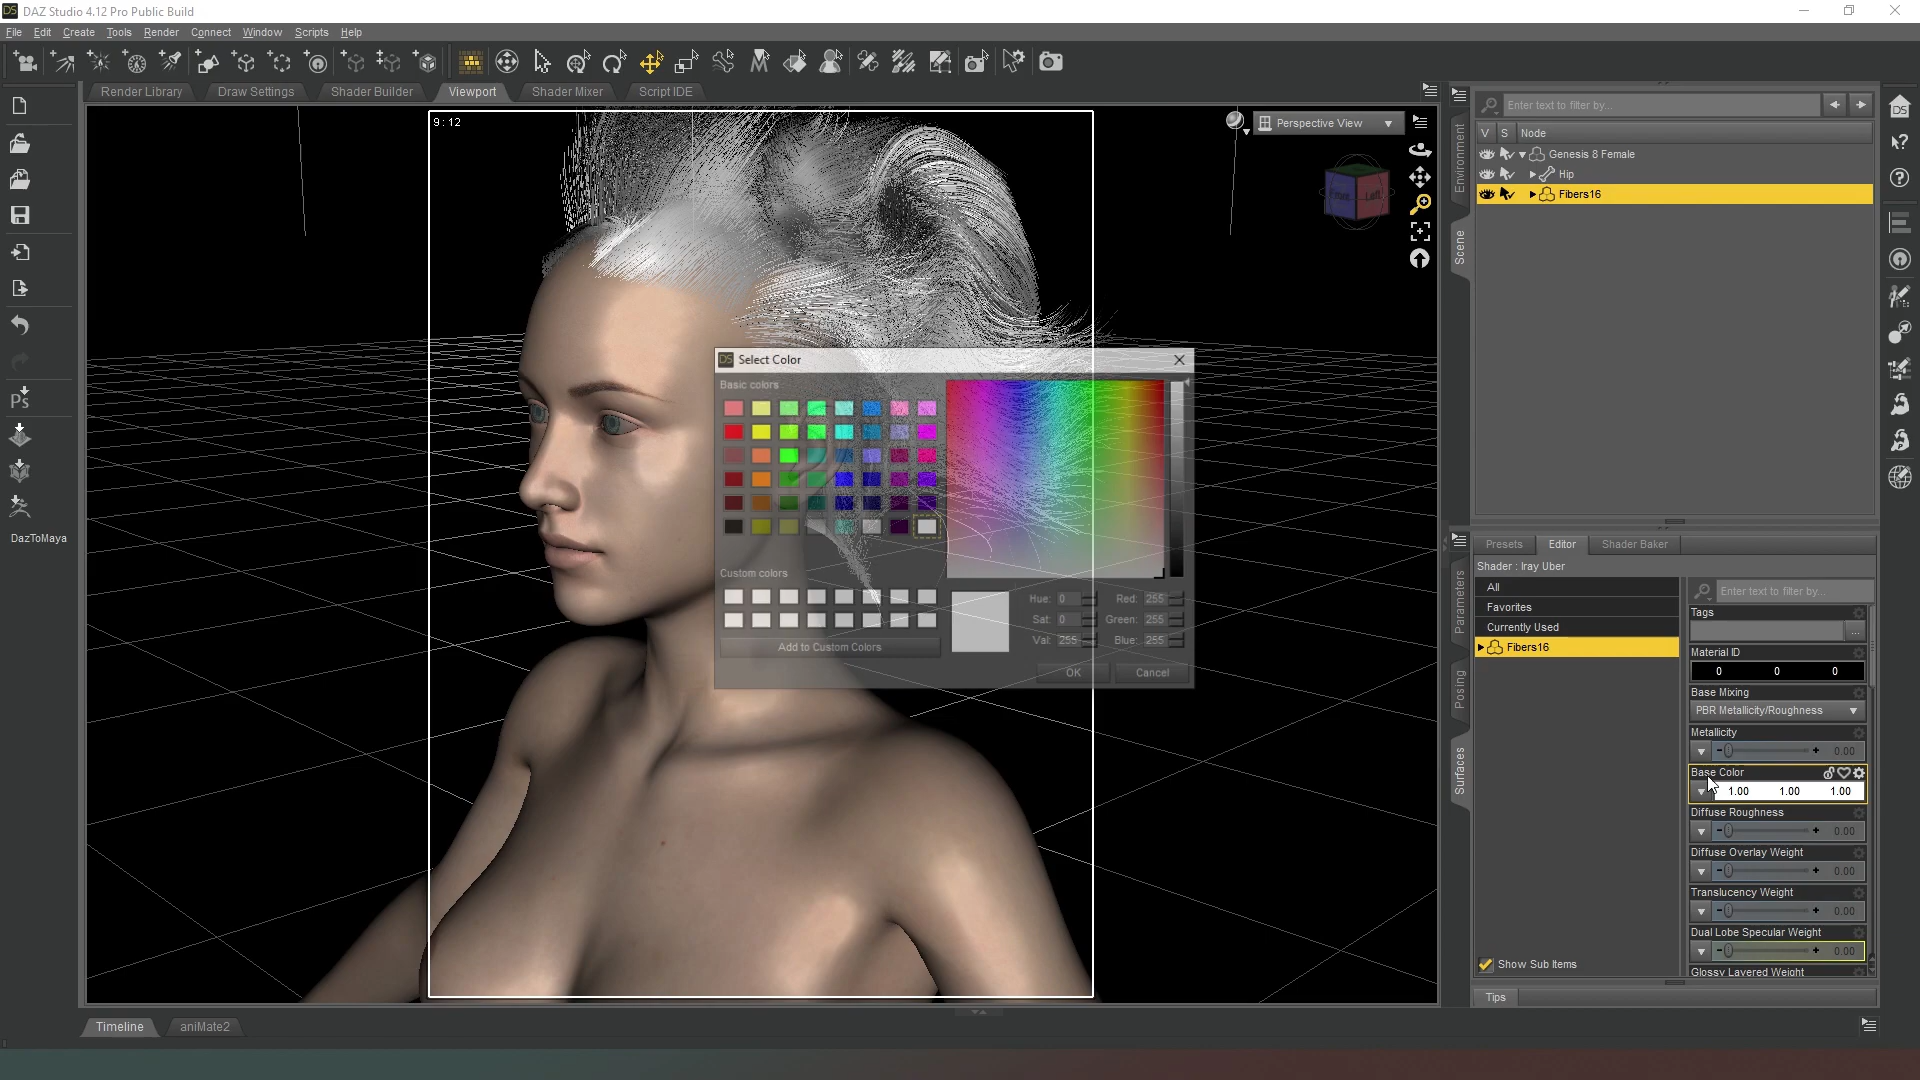 DAZ Studio 4.12 Pro Public Build
File Edit Create Tools Render Connect Window Scripts Help
Render Library Draw Settings Shader Builder Viewport Shader Mixer Script IDE
9 : 12
Perspective View
Left
Enter text to filter by...
V S Node
Genesis 8 Female
Hip
Fibers16
Environment
Scene
Ps
DazToMaya
DS Select Color
Basic colors
Custom colors
Hue: 0 Red: 255
Sat: 0 Green: 255
Val: 255 Blue: 255
Add to Custom Colors
OK Cancel
Parameters
Posing
Surfaces
Presets Editor Shader Baker
Shader : Iray Uber
All
Favorites
Currently Used
Fibers16
Show Sub Items
Enter text to filter by...
Tags
...
Material ID
0 0 0
Base Mixing
PBR Metallicity/Roughness
Metallicity
0.00
Base Color
1.00 1.00 1.00
Diffuse Roughness
0.00
Diffuse Overlay Weight
0.00
Translucency Weight
0.00
Dual Lobe Specular Weight
0.00
Glossy Layered Weight
Tips
Timeline aniMate2